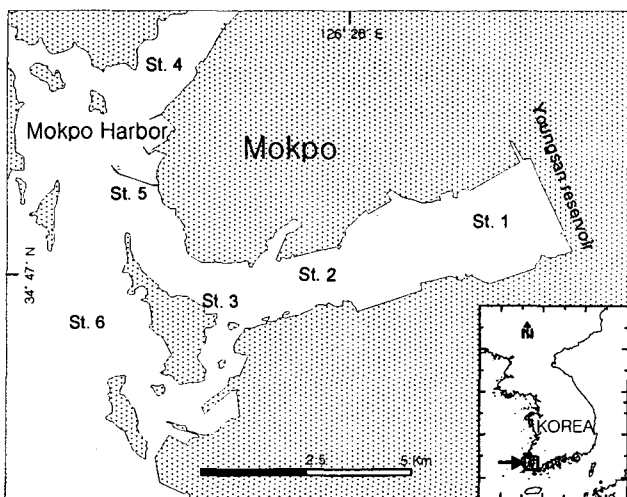 126° 28' E
St. 4
Mokpo Harbor
Mokpo
Youngsan reservoir
St. 5
St. 1
34° 47' N
St. 2
St. 3
St. 6
N
KOREA
2.5
5 Km